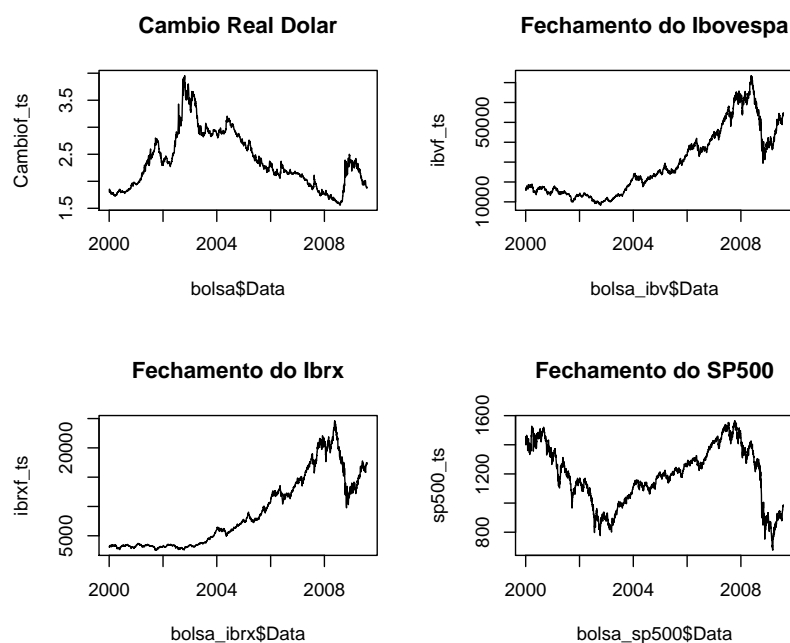 Cambio Real Dolar
Cambiof_ts
1.5 2.5 3.5
2000 2004 2008
bolsa$Data
Fechamento do Ibovespa
ibvf_ts
10000 50000
2000 2004 2008
bolsa_ibv$Data
Fechamento do Ibrx
ibrxf_ts
5000 20000
2000 2004 2008
bolsa_ibrx$Data
Fechamento do SP500
sp500_ts
800 1200 1600
2000 2004 2008
bolsa_sp500$Data